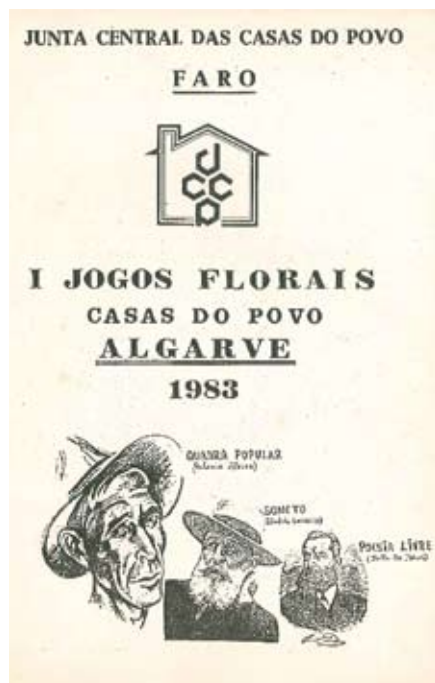 JUNTA CENTRAL DAS CASAS DO POVO
FARO
j
c c
c
p
I JOGOS FLORAIS
CASAS DO POVO
ALGARVE
1983
QUADRA POPULAR
SONETO
POESIA LIVRE